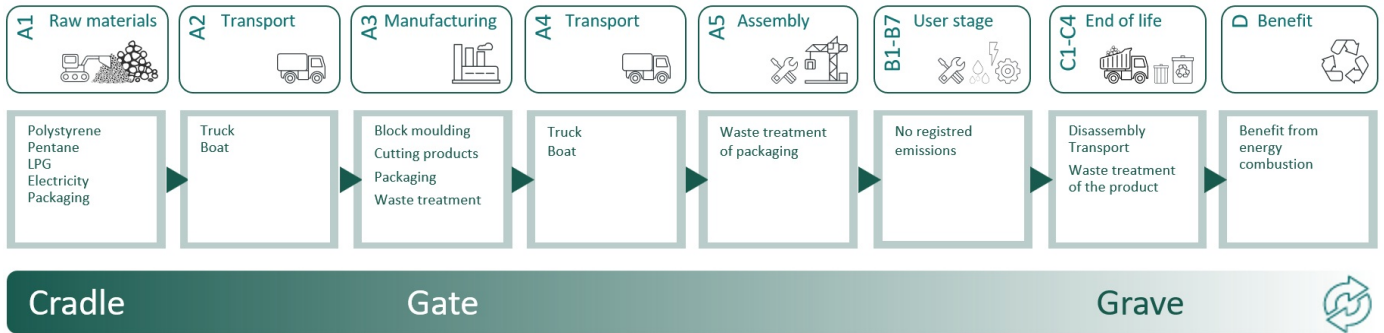 A1 Raw materials
A2 Transport
A3 Manufacturing
A4 Transport
A5 Assembly
B1-B7 User stage
C1-C4 End of life
D Benefit
Polystyrene
Pentane
LPG
Electricity
Packaging
Truck
Boat
Block moulding
Cutting products
Packaging
Waste treatment
Truck
Boat
Waste treatment
of packaging
No registred
emissions
Disassembly
Transport
Waste treatment
of the product
Benefit from
energy
combustion
Cradle
Gate
Grave